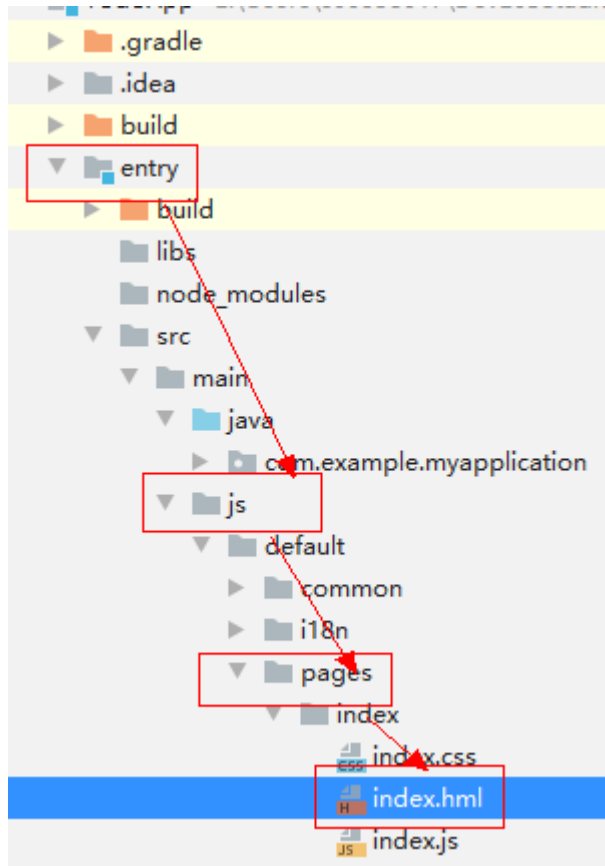 .gradle
.idea
build
entry
build
libs
node_modules
src
main
java
com.example.myapplication
js
default
common
i18n
pages
index
index.css
index.hml
index.js